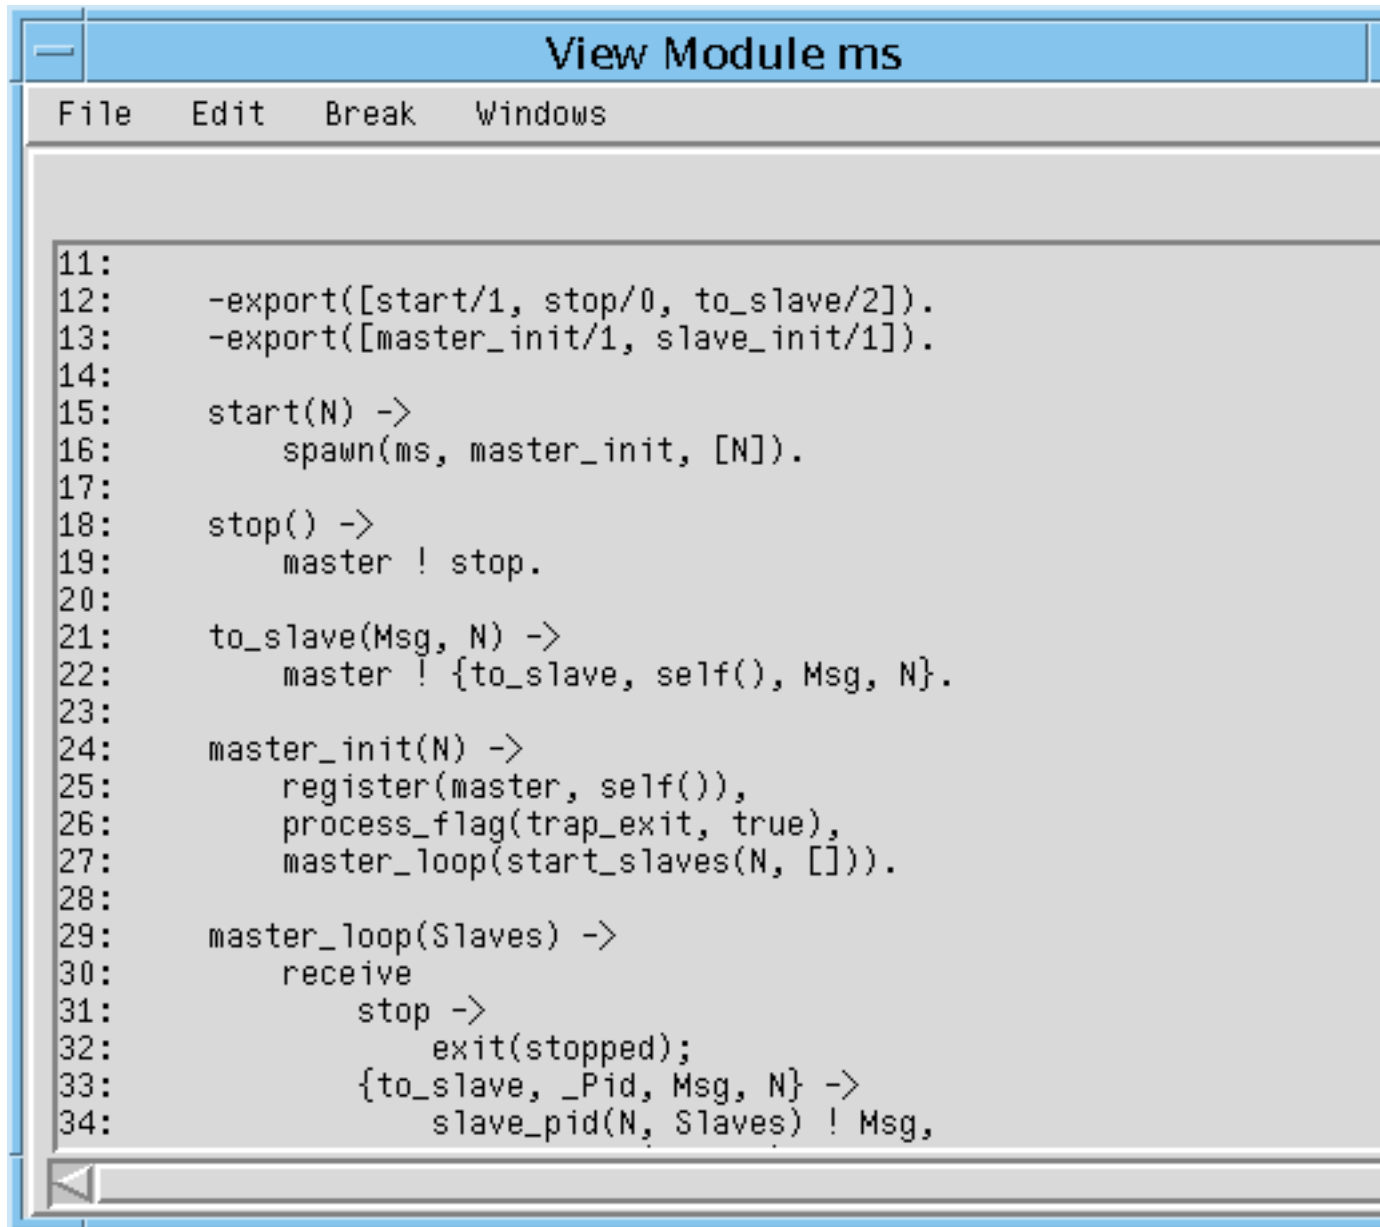 View Module ms
File Edit Break Windows
11:
12: -export([start/1, stop/0, to_slave/2]).
13: -export([master_init/1, slave_init/1]).
14:
15: start(N) ->
16: spawn(ms, master_init, [N]).
17:
18: stop() ->
19: master ! stop.
20:
21: to_slave(Msg, N) ->
22: master ! {to_slave, self(), Msg, N}.
23:
24: master_init(N) ->
25: register(master, self()),
26: process_flag(trap_exit, true),
27: master_loop(start_slaves(N, [])).
28:
29: master_loop(Slaves) ->
30: receive
31: stop ->
32: exit(stopped);
33: {to_slave, _Pid, Msg, N} ->
34: slave_pid(N, Slaves) ! Msg,